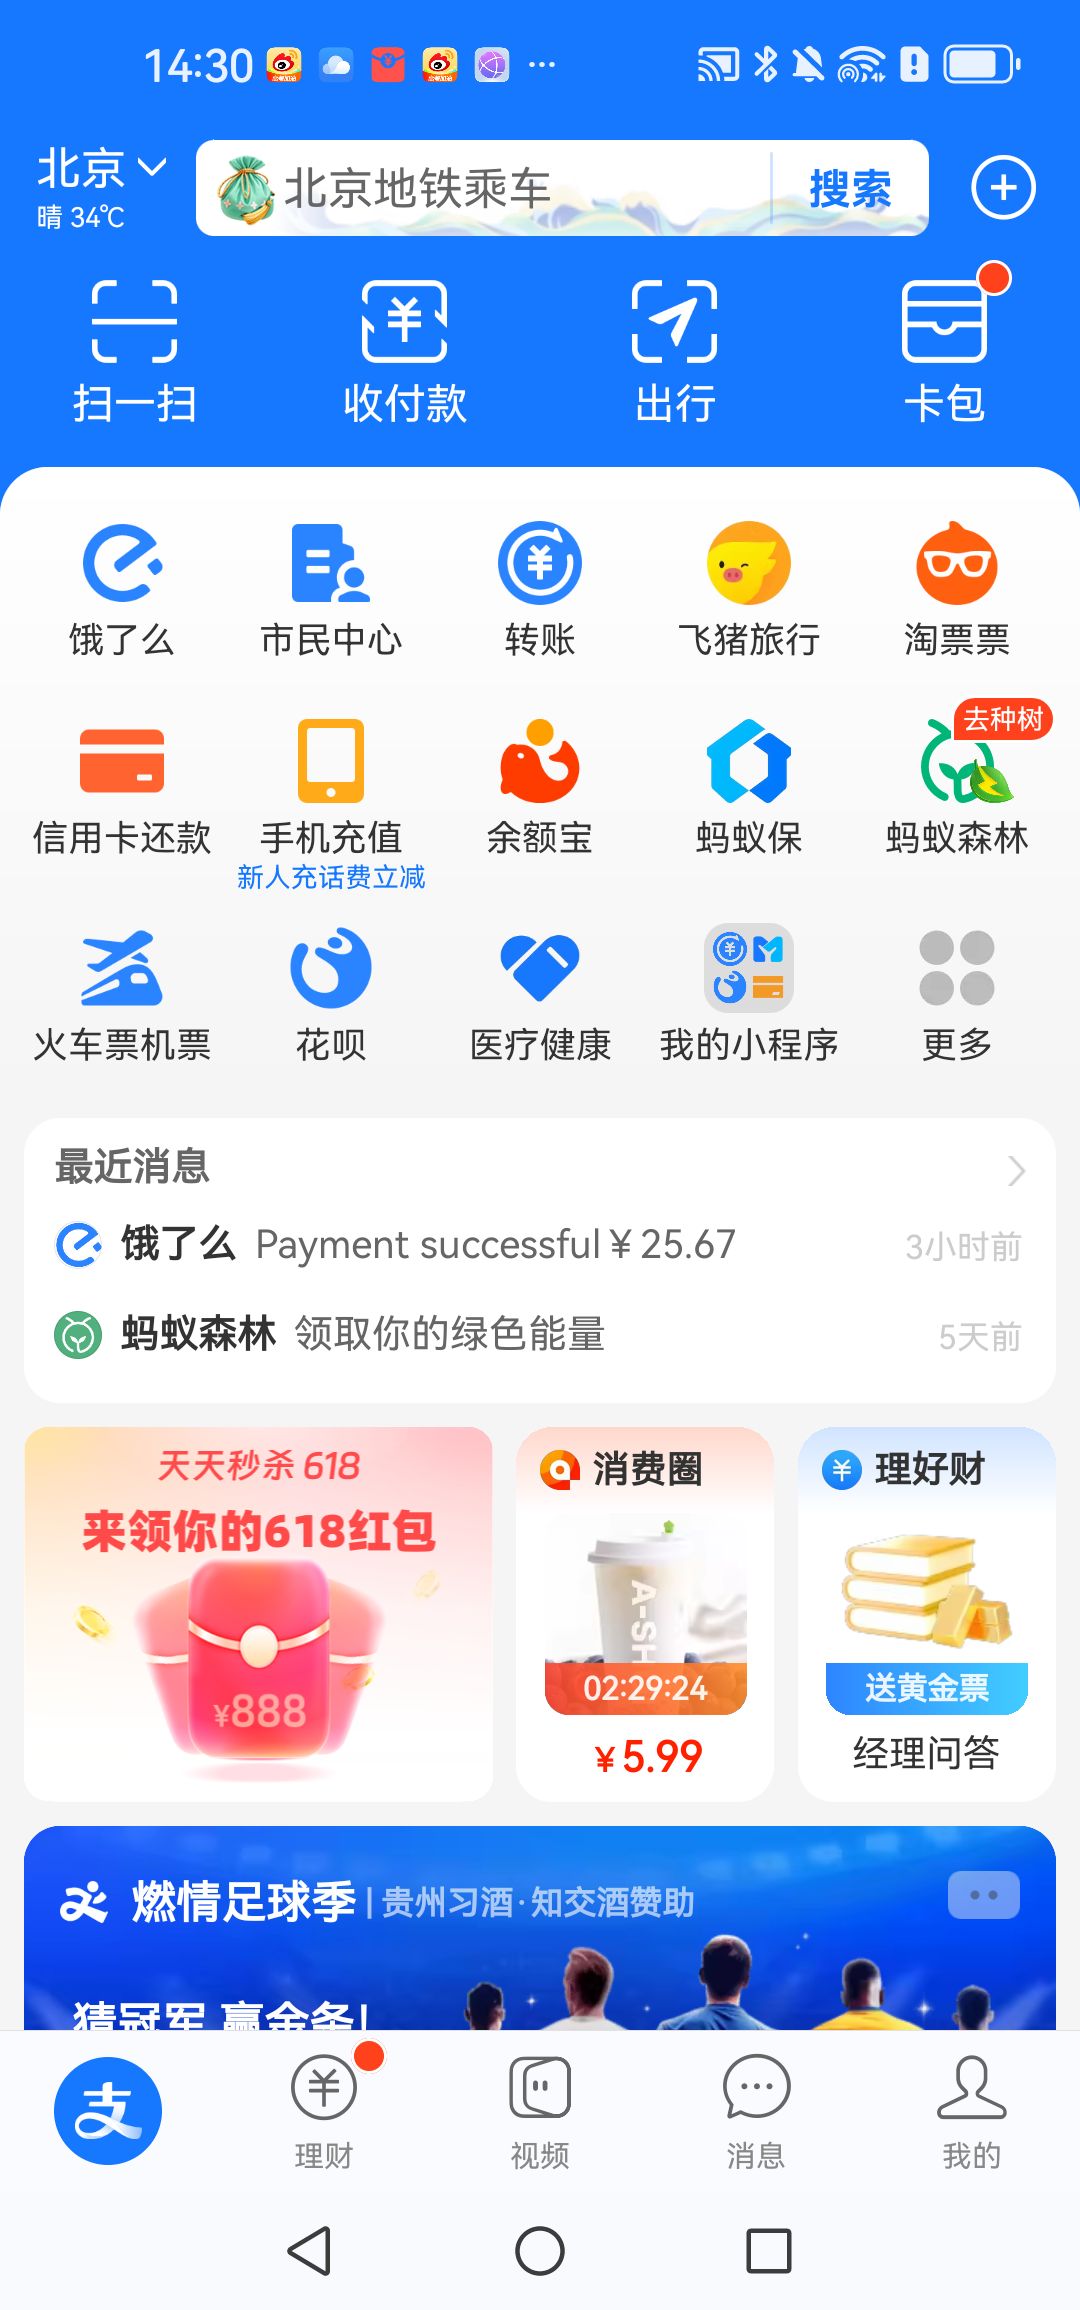 14:30
北京
晴 34℃
北京地铁乘车
搜索
扫一扫
收付款
出行
卡包
饿了么
市民中心
转账
飞猪旅行
淘票票
去种树
信用卡还款
手机充值
余额宝
蚂蚁保
蚂蚁森林
新人充话费立减
火车票机票
花呗
医疗健康
我的小程序
更多
最近消息
饿了么 Payment successful ¥ 25.67 3小时前
蚂蚁森林 领取你的绿色能量 5天前
天天秒杀 618
来领你的618红包
¥888
消费圈
A-SH
02:29:24
¥5.99
理好财
送黄金票
经理问答
燃情足球季 | 贵州习酒·知交酒赞助
猜冠军 赢金条!
支
理财
视频
消息
我的